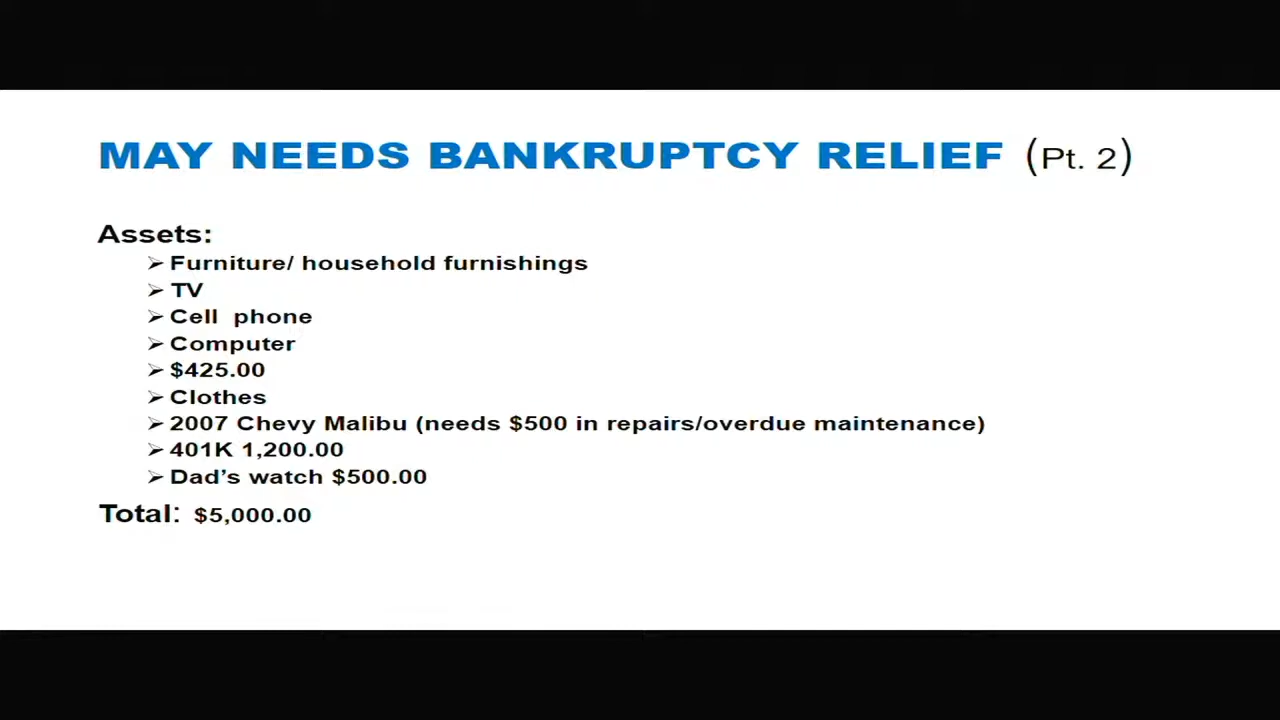 MAY NEEDS BANKRUPTCY RELIEF (Pt. 2)
Assets:
➢ Furniture/ household furnishings
➢ TV
➢ Cell  phone
➢ Computer
➢ $425.00
➢ Clothes
➢ 2007 Chevy Malibu (needs $500 in repairs/overdue maintenance)
➢ 401K 1,200.00
➢ Dad’s watch $500.00
Total: $5,000.00